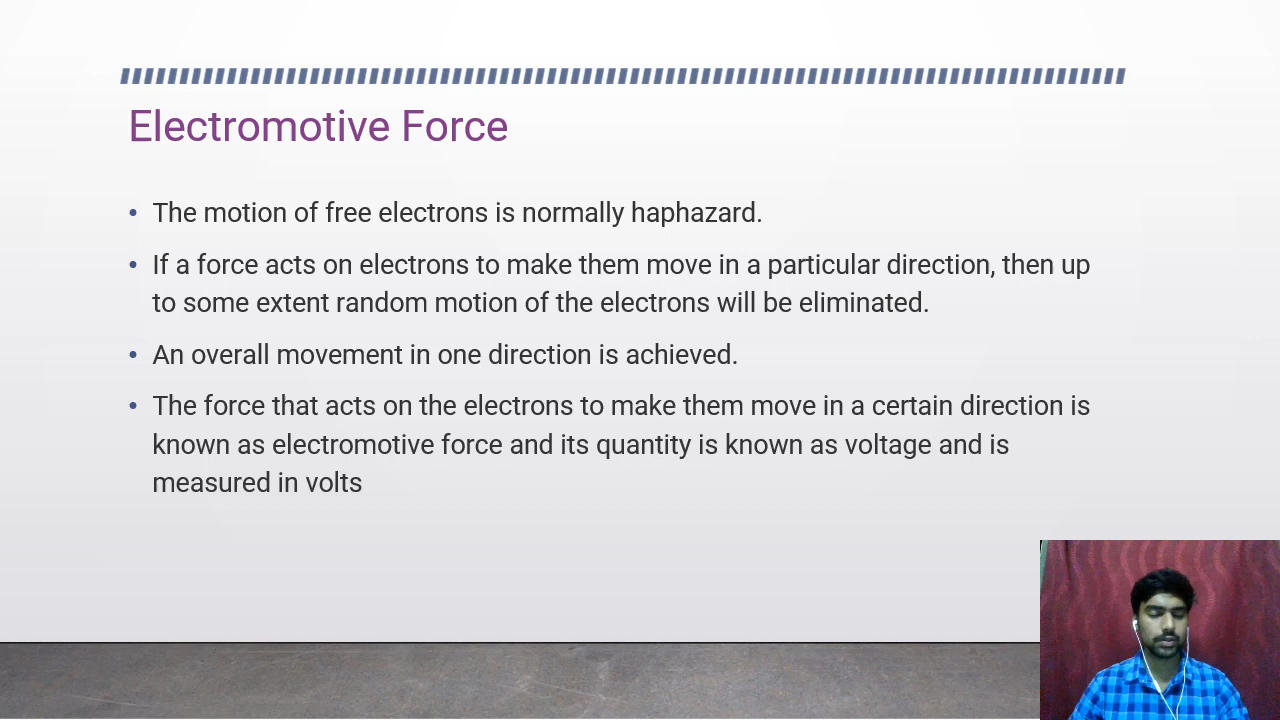 Electromotive Force
• The motion of free electrons is normally haphazard.
• If a force acts on electrons to make them move in a particular direction, then up
to some extent random motion of the electrons will be eliminated.
• An overall movement in one direction is achieved.
• The force that acts on the electrons to make them move in a certain direction is
known as electromotive force and its quantity is known as voltage and is
measured in volts